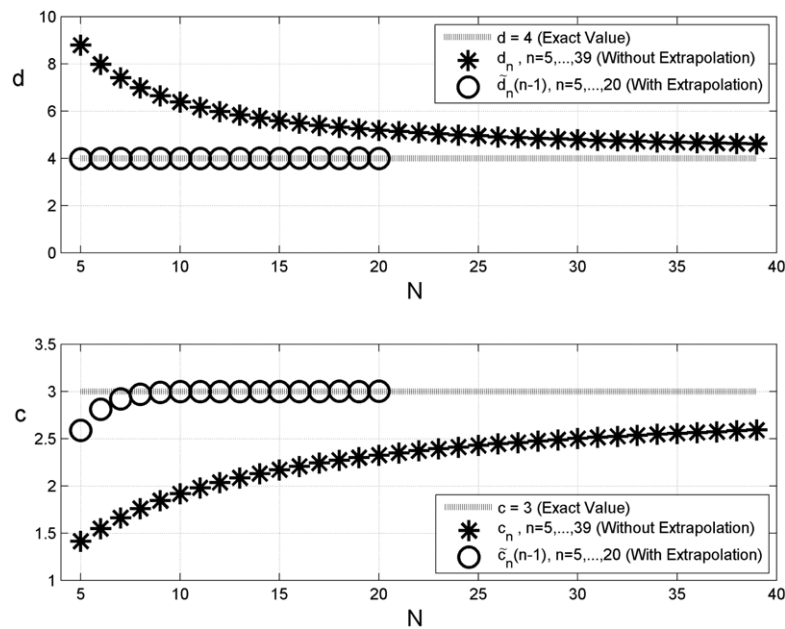 10
8
6
4
2
0
d
d = 4 (Exact Value)
d_n , n=5,...,39 (Without Extrapolation)
d̃_n(n-1), n=5,...,20 (With Extrapolation)
5 10 15 20 25 30 35 40
N
3.5
3
2.5
2
1.5
1
c
c = 3 (Exact Value)
c_n , n=5,...,39 (Without Extrapolation)
c̃_n(n-1), n=5,...,20 (With Extrapolation)
5 10 15 20 25 30 35 40
N